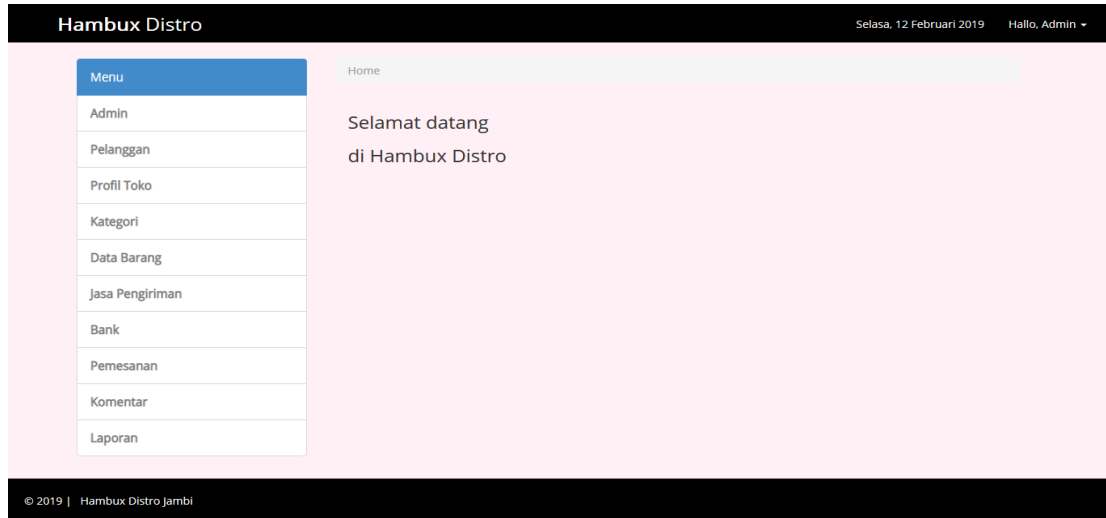 Hambux Distro
Selasa, 12 Februari 2019 Hallo, Admin
Menu
Admin
Pelanggan
Profil Toko
Kategori
Data Barang
Jasa Pengiriman
Bank
Pemesanan
Komentar
Laporan
Home
Selamat datang
di Hambux Distro
© 2019 | Hambux Distro Jambi